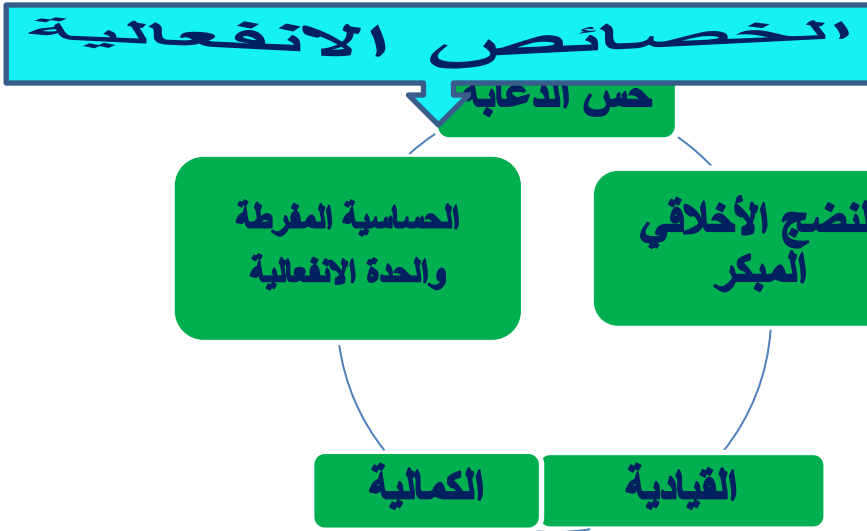 الخصائص الانفعالية
حس الدعابة
النضج الأخلاقي
المبكر
الحساسية المفرطة
والحدة الانفعالية
القيادية
الكمالية